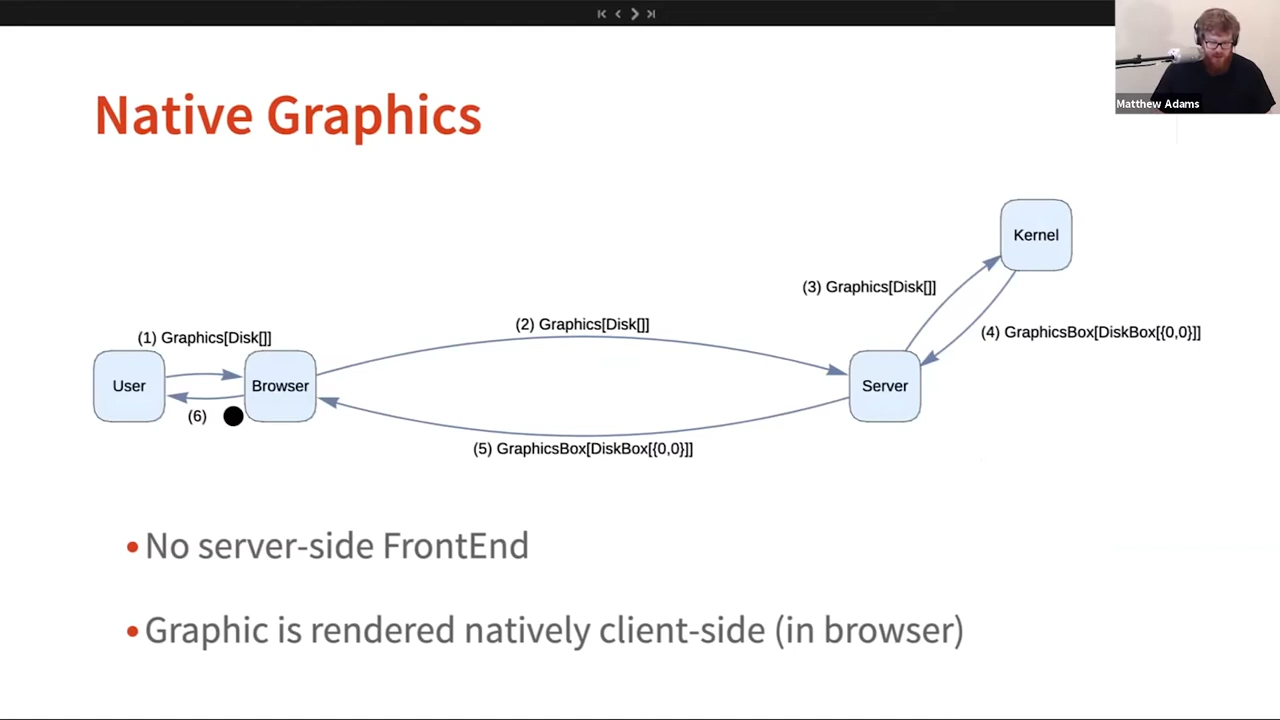 Matthew Adams
Native Graphics
Kernel
(3) Graphics[Disk[]]
(2) Graphics[Disk[]]
(4) GraphicsBox[DiskBox[{0,0}]]
(1) Graphics[Disk[]]
User
Browser
Server
(6)
(5) GraphicsBox[DiskBox[{0,0}]]
•No server-side FrontEnd
•Graphic is rendered natively client-side (in browser)